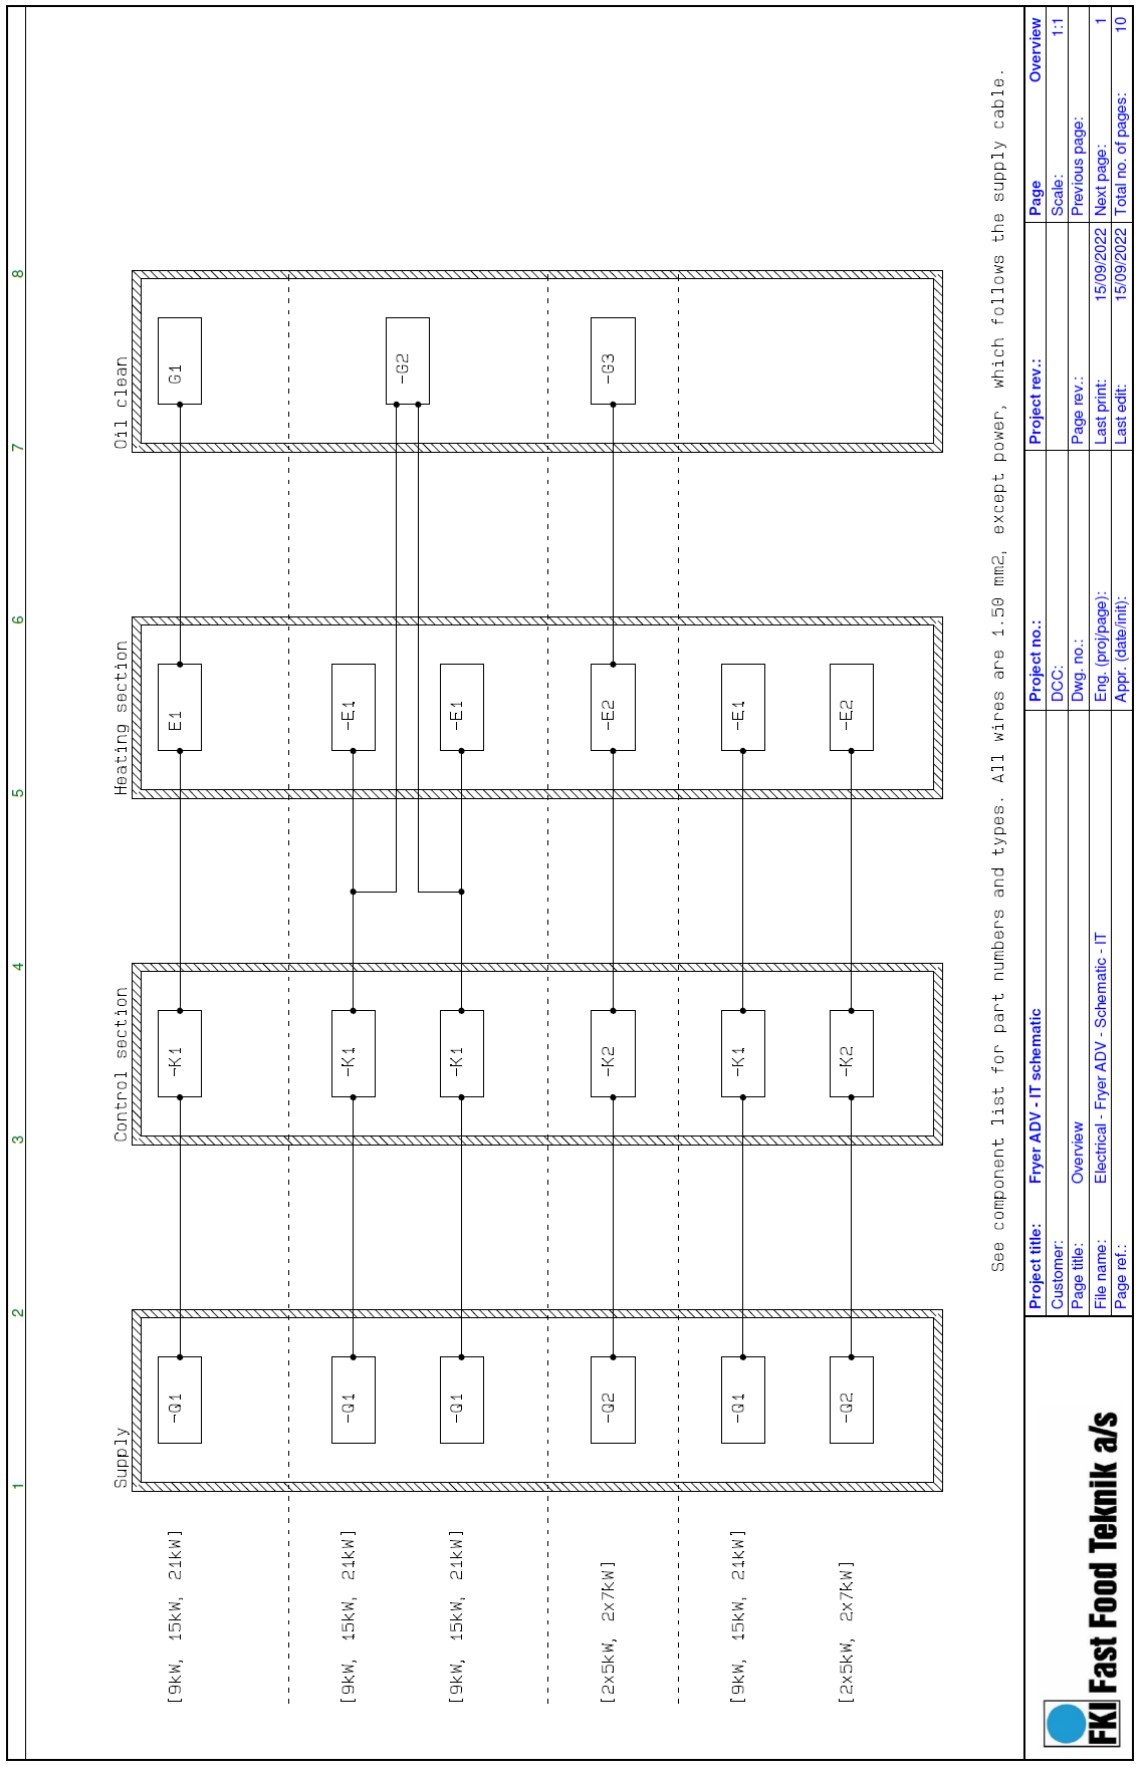 1 2 3 4 5 6 7 8
Supply Control section Heating section Oil clean
[9kW, 15kW, 21kW] -Q1 -K1 E1 G1
[9kW, 15kW, 21kW] -Q1 -K1 -E1
-G2
[9kW, 15kW, 21kW] -Q1 -K1 -E1
[2x5kW, 2x7kW] -Q2 -K2 -E2 -G3
[9kW, 15kW, 21kW] -Q1 -K1 -E1
[2x5kW, 2x7kW] -Q2 -K2 -E2
See component list for part numbers and types. All wires are 1.50 mm2, except power, which follows the supply cable.
FKI Fast Food Teknik a/s
Project title: Fryer ADV - IT schematic Project no.: Project rev.: Page Overview
Customer: DCC: Scale: 1:1
Page title: Overview Dwg. no.: Page rev.: Previous page:
File name: Electrical - Fryer ADV - Schematic - IT Eng. (proj/page): Last print: 15/09/2022 Next page: 1
Page ref.: Appr. (date/init): Last edit: 15/09/2022 Total no. of pages: 10